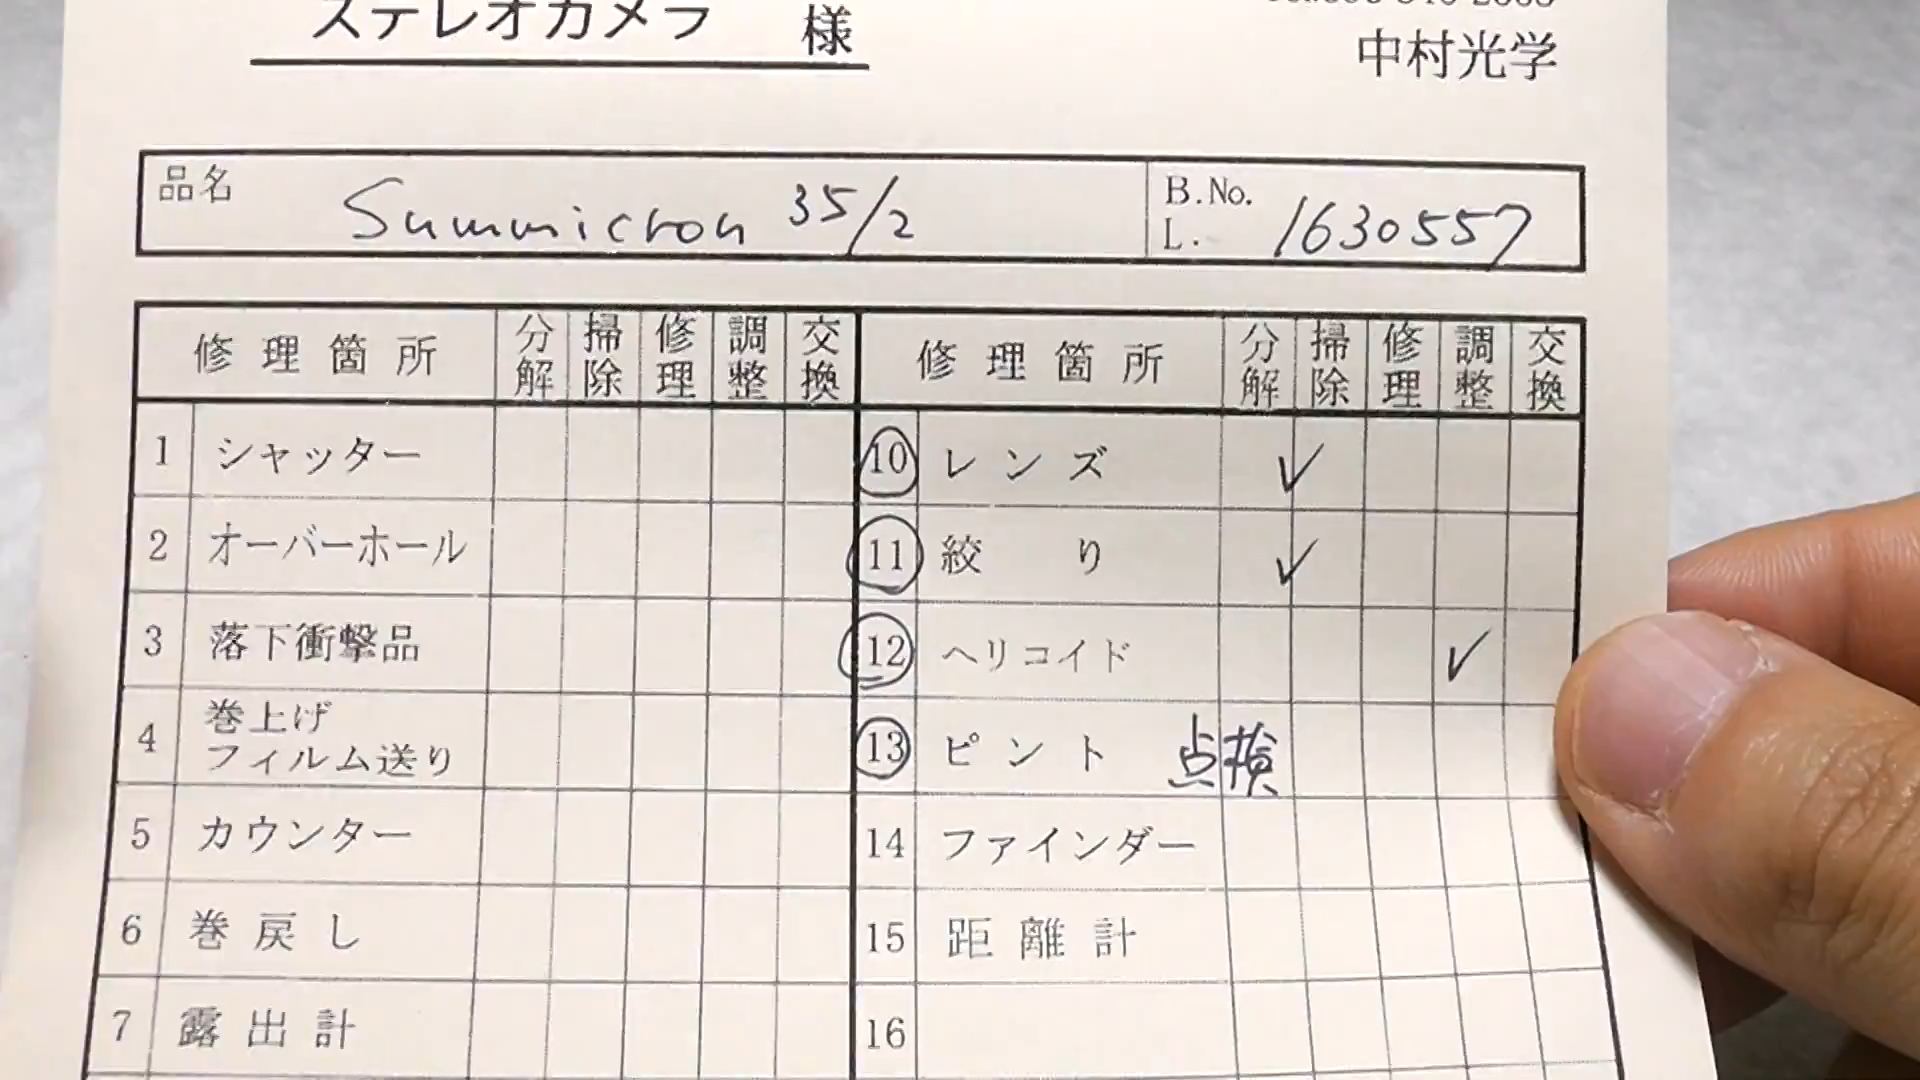 ステレオカメラ 様
中村光学
品名 Summicron 35/2 B.No. L. 1630557
修理箇所 分解 掃除 修理 調整 交換 修理箇所 分解 掃除 修理 調整 交換
1 シャッター 10 レンズ ✓
2 オーバーホール 11 絞り ✓
3 落下衝撃品 12 ヘリコイド ✓
4 巻上げ フィルム送り 13 ピント 点検
5 カウンター 14 ファインダー
6 巻戻し 15 距離計
7 露出計 16